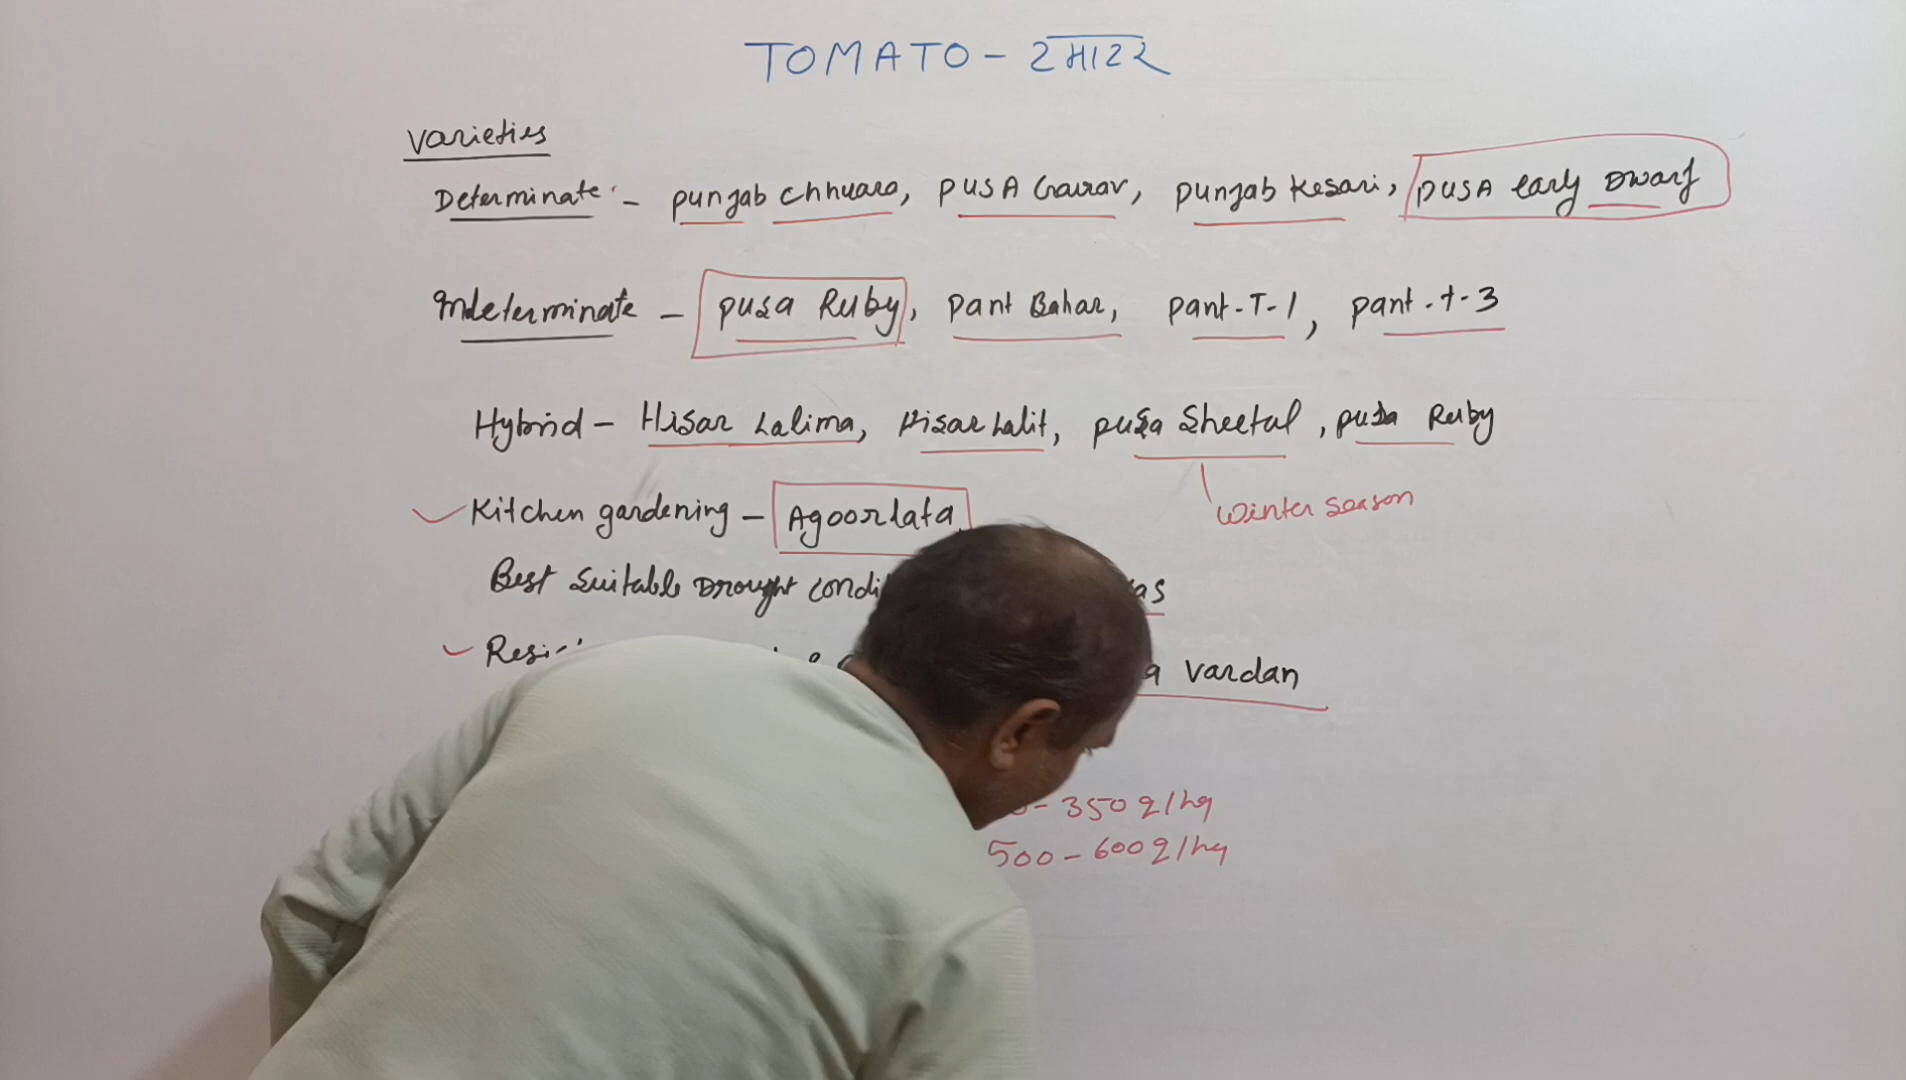 TOMATO - टमाटर
Varieties
Determinate - punjab chhuara, PUSA Gaurav, punjab Kesari, PUSA early Dwarf
Indeterminate - pusa Ruby, pant Bahar, pant-T-1, pant-t-3
Hybrid - Hisar Lalima, Hisar Lalit, pusa Sheetal, pusa Ruby
winter season
Kitchen gardening - Agoorlata
Best Suitable Drought condi
Vardan
- 350 q/ha
500 - 600 q/ha